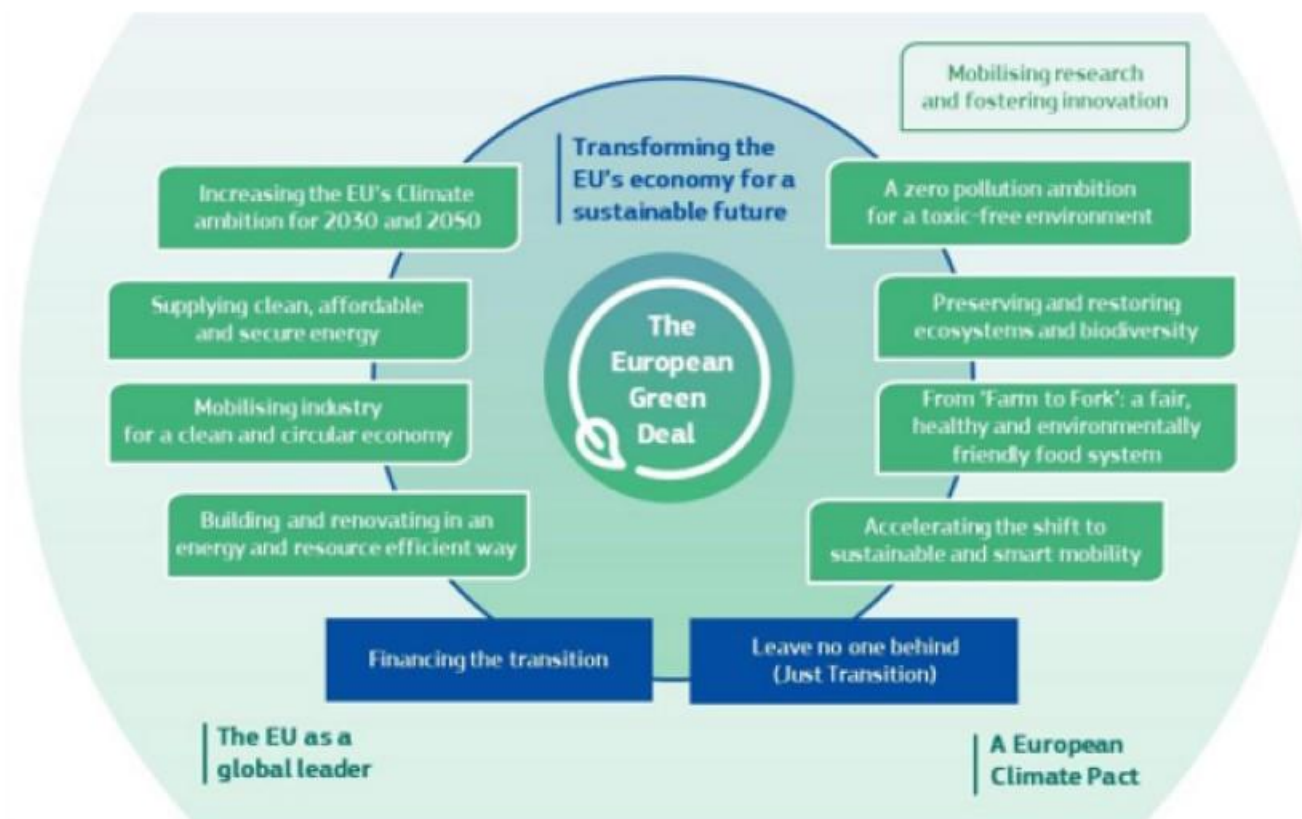 Mobilising research
and fostering innovation
Transforming the
EU's economy for a
sustainable future
Increasing the EU's Climate
ambition for 2030 and 2050
A zero pollution ambition
for a toxic-free environment
Supplying clean, affordable
and secure energy
Preserving and restoring
ecosystems and biodiversity
The
European
Green
Deal
Mobilising industry
for a clean and circular economy
From 'Farm to Fork': a fair,
healthy and environmentally
friendly food system
Building and renovating in an
energy and resource efficient way
Accelerating the shift to
sustainable and smart mobility
Financing the transition
Leave no one behind
(Just Transition)
The EU as a
global leader
A European
Climate Pact